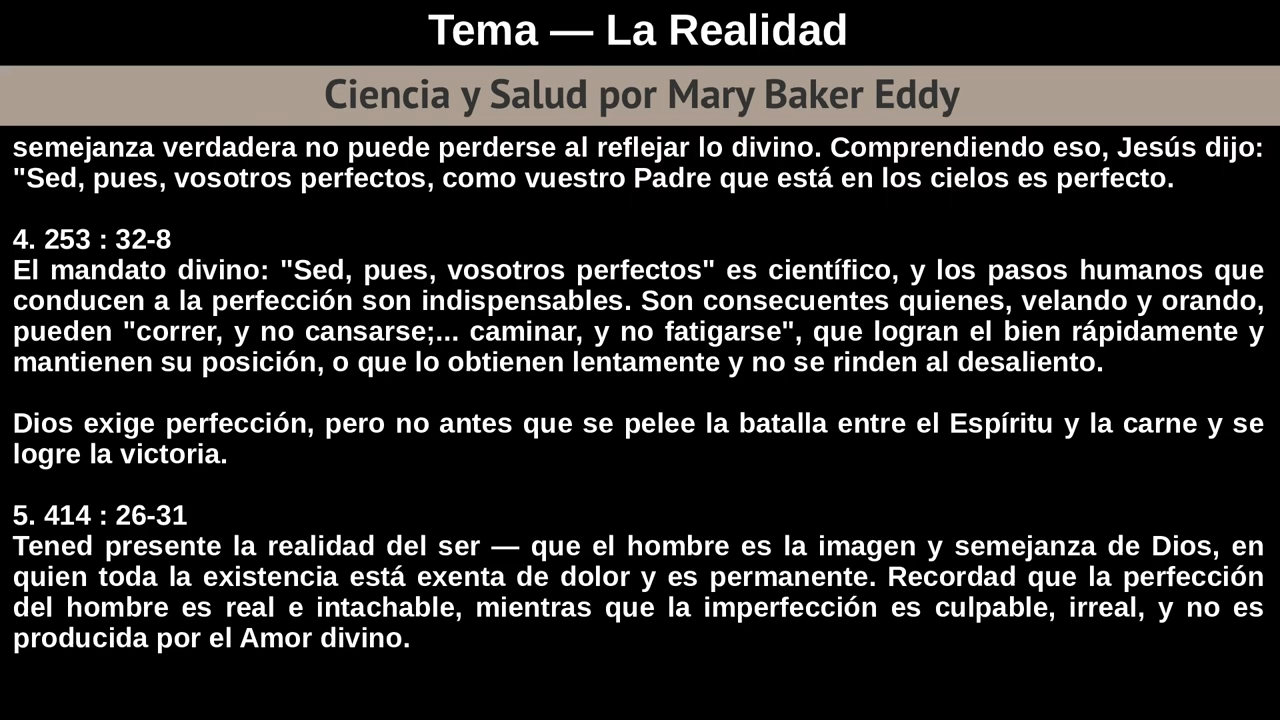 Tema — La Realidad
Ciencia y Salud por Mary Baker Eddy
semejanza verdadera no puede perderse al reflejar lo divino. Comprendiendo eso, Jesús dijo:
"Sed, pues, vosotros perfectos, como vuestro Padre que está en los cielos es perfecto.
4. 253 : 32-8
El mandato divino: "Sed, pues, vosotros perfectos" es científico, y los pasos humanos que
conducen a la perfección son indispensables. Son consecuentes quienes, velando y orando,
pueden "correr, y no cansarse;... caminar, y no fatigarse", que logran el bien rápidamente y
mantienen su posición, o que lo obtienen lentamente y no se rinden al desaliento.
Dios exige perfección, pero no antes que se pelee la batalla entre el Espíritu y la carne y se
logre la victoria.
5. 414 : 26-31
Tened presente la realidad del ser — que el hombre es la imagen y semejanza de Dios, en
quien toda la existencia está exenta de dolor y es permanente. Recordad que la perfección
del hombre es real e intachable, mientras que la imperfección es culpable, irreal, y no es
producida por el Amor divino.